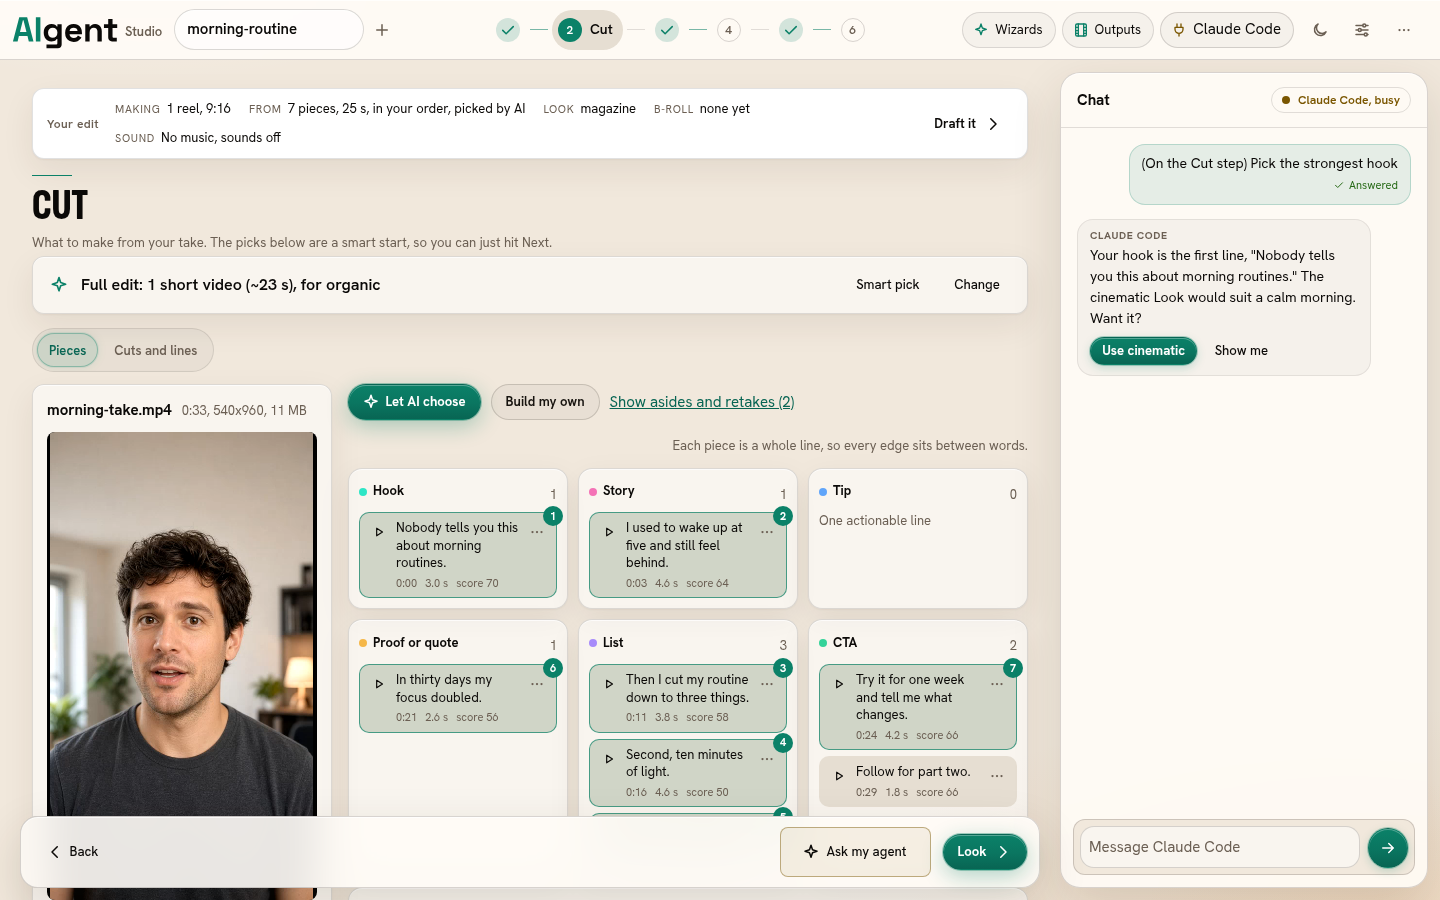 AIgent Studio
morning-routine
2 Cut
4
6
Wizards
Outputs
Claude Code
Your edit
MAKING 1 reel, 9:16 FROM 7 pieces, 25 s, in your order, picked by AI LOOK magazine B-ROLL none yet
SOUND No music, sounds off
Draft it
CUT
What to make from your take. The picks below are a smart start, so you can just hit Next.
Full edit: 1 short video (~23 s), for organic
Smart pick
Change
Pieces
Cuts and lines
morning-take.mp4 0:33, 540x960, 11 MB
Let AI choose
Build my own
Show asides and retakes (2)
Each piece is a whole line, so every edge sits between words.
Hook 1
1
Nobody tells you this
about morning
routines.
0:00 3.0 s score 70
Story 1
2
I used to wake up at
five and still feel
behind.
0:03 4.6 s score 64
Tip 0
One actionable line
Proof or quote 1
6
In thirty days my
focus doubled.
0:21 2.6 s score 56
List 3
3
Then I cut my routine
down to three things.
0:11 3.8 s score 58
4
Second, ten minutes
of light.
0:16 4.6 s score 50
CTA 2
7
Try it for one week
and tell me what
changes.
0:24 4.2 s score 66
Follow for part two.
0:29 1.8 s score 66
Back
Ask my agent
Look
Chat
Claude Code, busy
(On the Cut step) Pick the strongest hook
Answered
CLAUDE CODE
Your hook is the first line, "Nobody tells
you this about morning routines." The
cinematic Look would suit a calm morning.
Want it?
Use cinematic
Show me
Message Claude Code